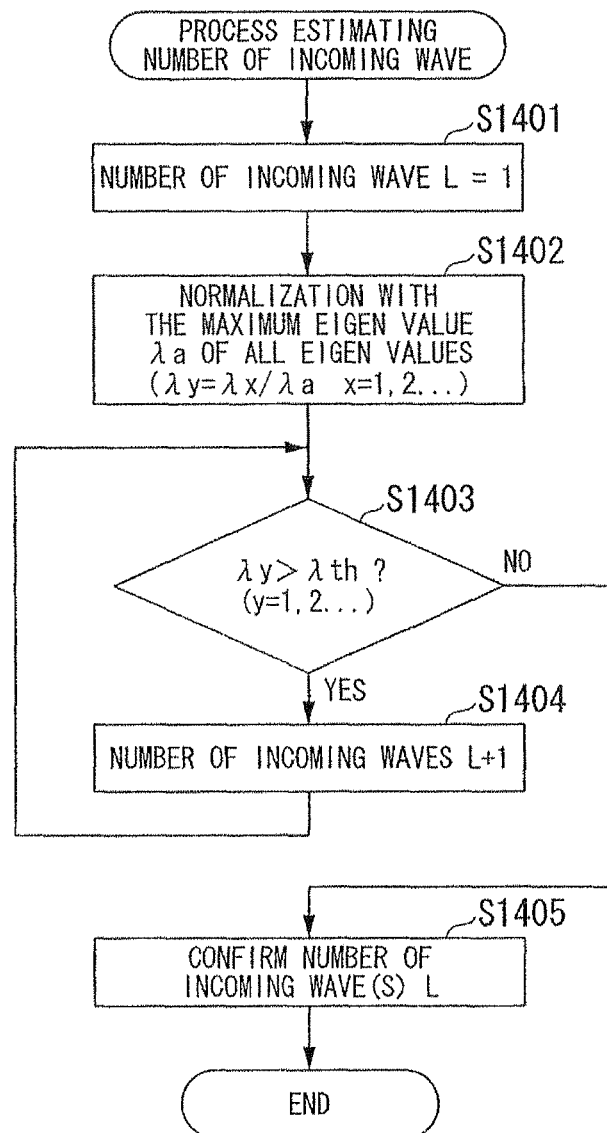 PROCESS ESTIMATING
NUMBER OF INCOMING WAVE
S1401
NUMBER OF INCOMING WAVE L = 1
S1402
NORMALIZATION WITH
THE MAXIMUM EIGEN VALUE
λa OF ALL EIGEN VALUES
(λy=λx/λa x=1,2...)
S1403
λy>λth ?
(y=1,2...)
NO
YES
S1404
NUMBER OF INCOMING WAVES L+1
S1405
CONFIRM NUMBER OF
INCOMING WAVE(S) L
END